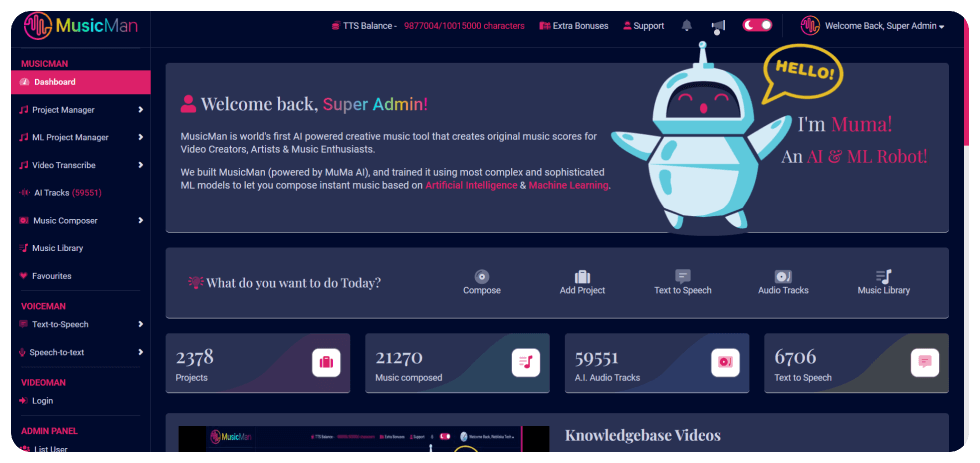 MusicMan
TTS Balance - 9877004/10015000 characters
Extra Bonuses
Support
Welcome Back, Super Admin
MUSICMAN
Dashboard
Project Manager
ML Project Manager
Video Transcribe
AI Tracks (59551)
Music Composer
Music Library
Favourites
VOICEMAN
Text-to-Speech
Speech-to-text
VIDEOMAN
Login
ADMIN PANEL
List User
Welcome back, Super Admin!
MusicMan is world's first AI powered creative music tool that creates original music scores for
Video Creators, Artists & Music Enthusiasts.
We built MusicMan (powered by MuMa AI), and trained it using most complex and sophisticated
ML models to let you compose instant music based on Artificial Intelligence & Machine Learning.
HELLO!
I'm Muma!
An AI & ML Robot!
What do you want to do Today?
Compose
Add Project
Text to Speech
Audio Tracks
Music Library
2378
Projects
21270
Music composed
59551
A.I. Audio Tracks
6706
Text to Speech
MusicMan
Extra Bonuses
Support
Knowledgebase Videos